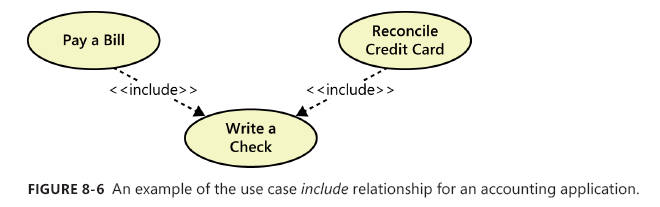 Pay a Bill
Reconcile
Credit Card
<<include>>
<<include>>
Write a
Check
FIGURE 8-6 An example of the use case include relationship for an accounting application.